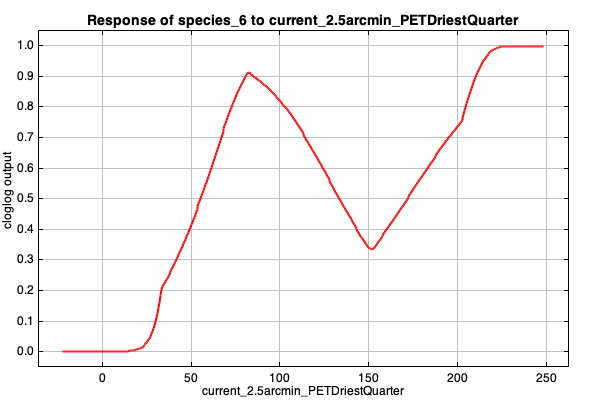 Response of species_6 to current_2.5arcmin_PETDriestQuarter
cloglog output
1.0
0.9
0.8
0.7
0.6
0.5
0.4
0.3
0.2
0.1
0.0
0 50 100 150 200 250
current_2.5arcmin_PETDriestQuarter